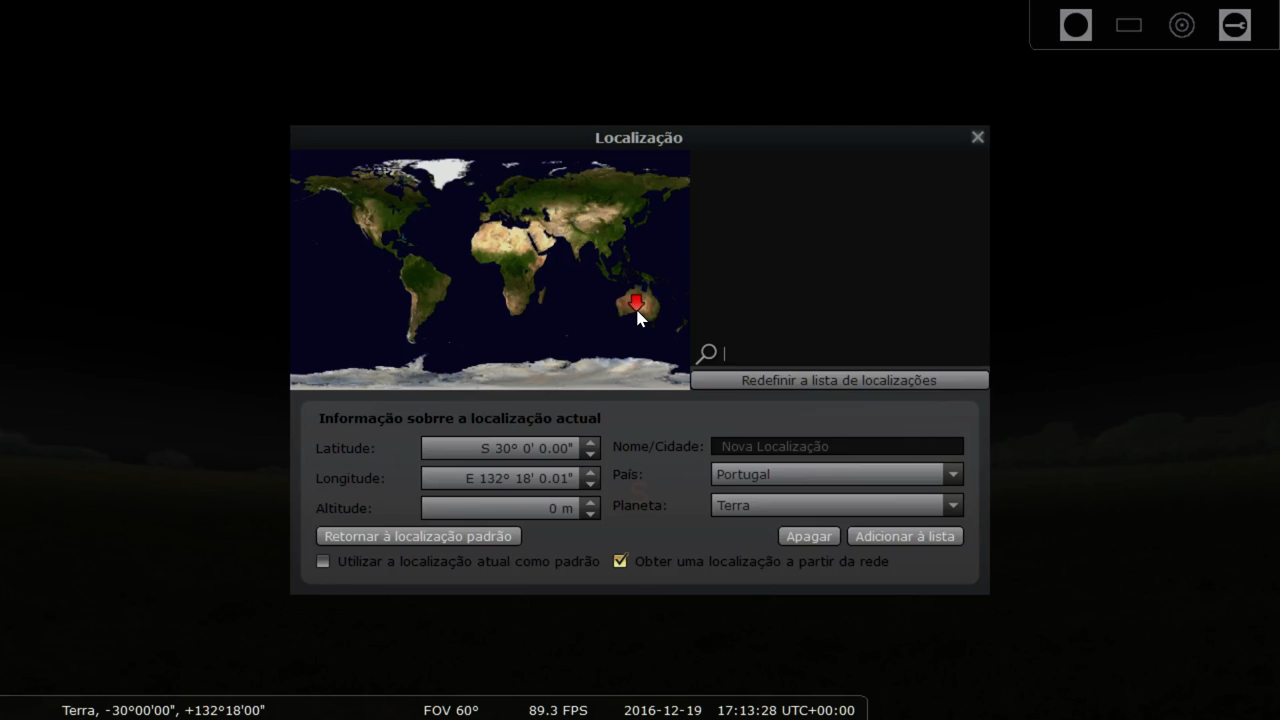 Localização
Redefinir a lista de localizações
Informação sobrre a localização actual
Latitude: S 30° 0' 0.00"
Longitude: E 132° 18' 0.01"
Altitude: 0 m
Nome/Cidade: Nova Localização
País: Portugal
Planeta: Terra
Retornar à localização padrão
Apagar
Adicionar à lista
Utilizar a localização atual como padrão
Obter uma localização a partir da rede
Terra, -30°00'00", +132°18'00" FOV 60° 89.3 FPS 2016-12-19 17:13:28 UTC+00:00